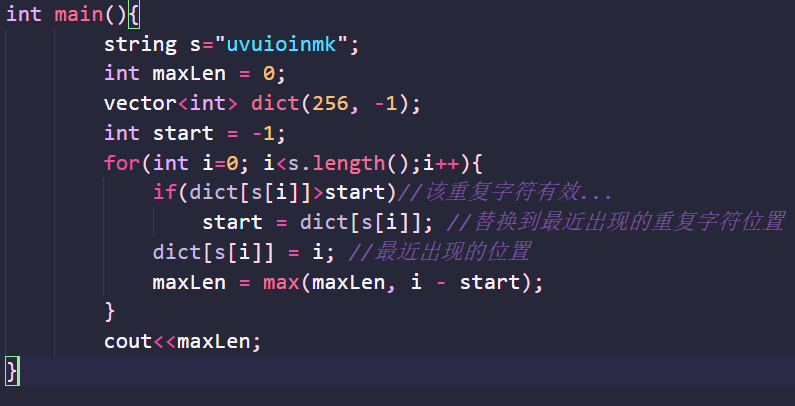 int main(){
string s="uvuioinmk";
int maxLen = 0;
vector<int> dict(256, -1);
int start = -1;
for(int i=0; i<s.length();i++){
if(dict[s[i]]>start)//该重复字符有效...
start = dict[s[i]]; //替换到最近出现的重复字符位置
dict[s[i]] = i; //最近出现的位置
maxLen = max(maxLen, i - start);
}
cout<<maxLen;
}